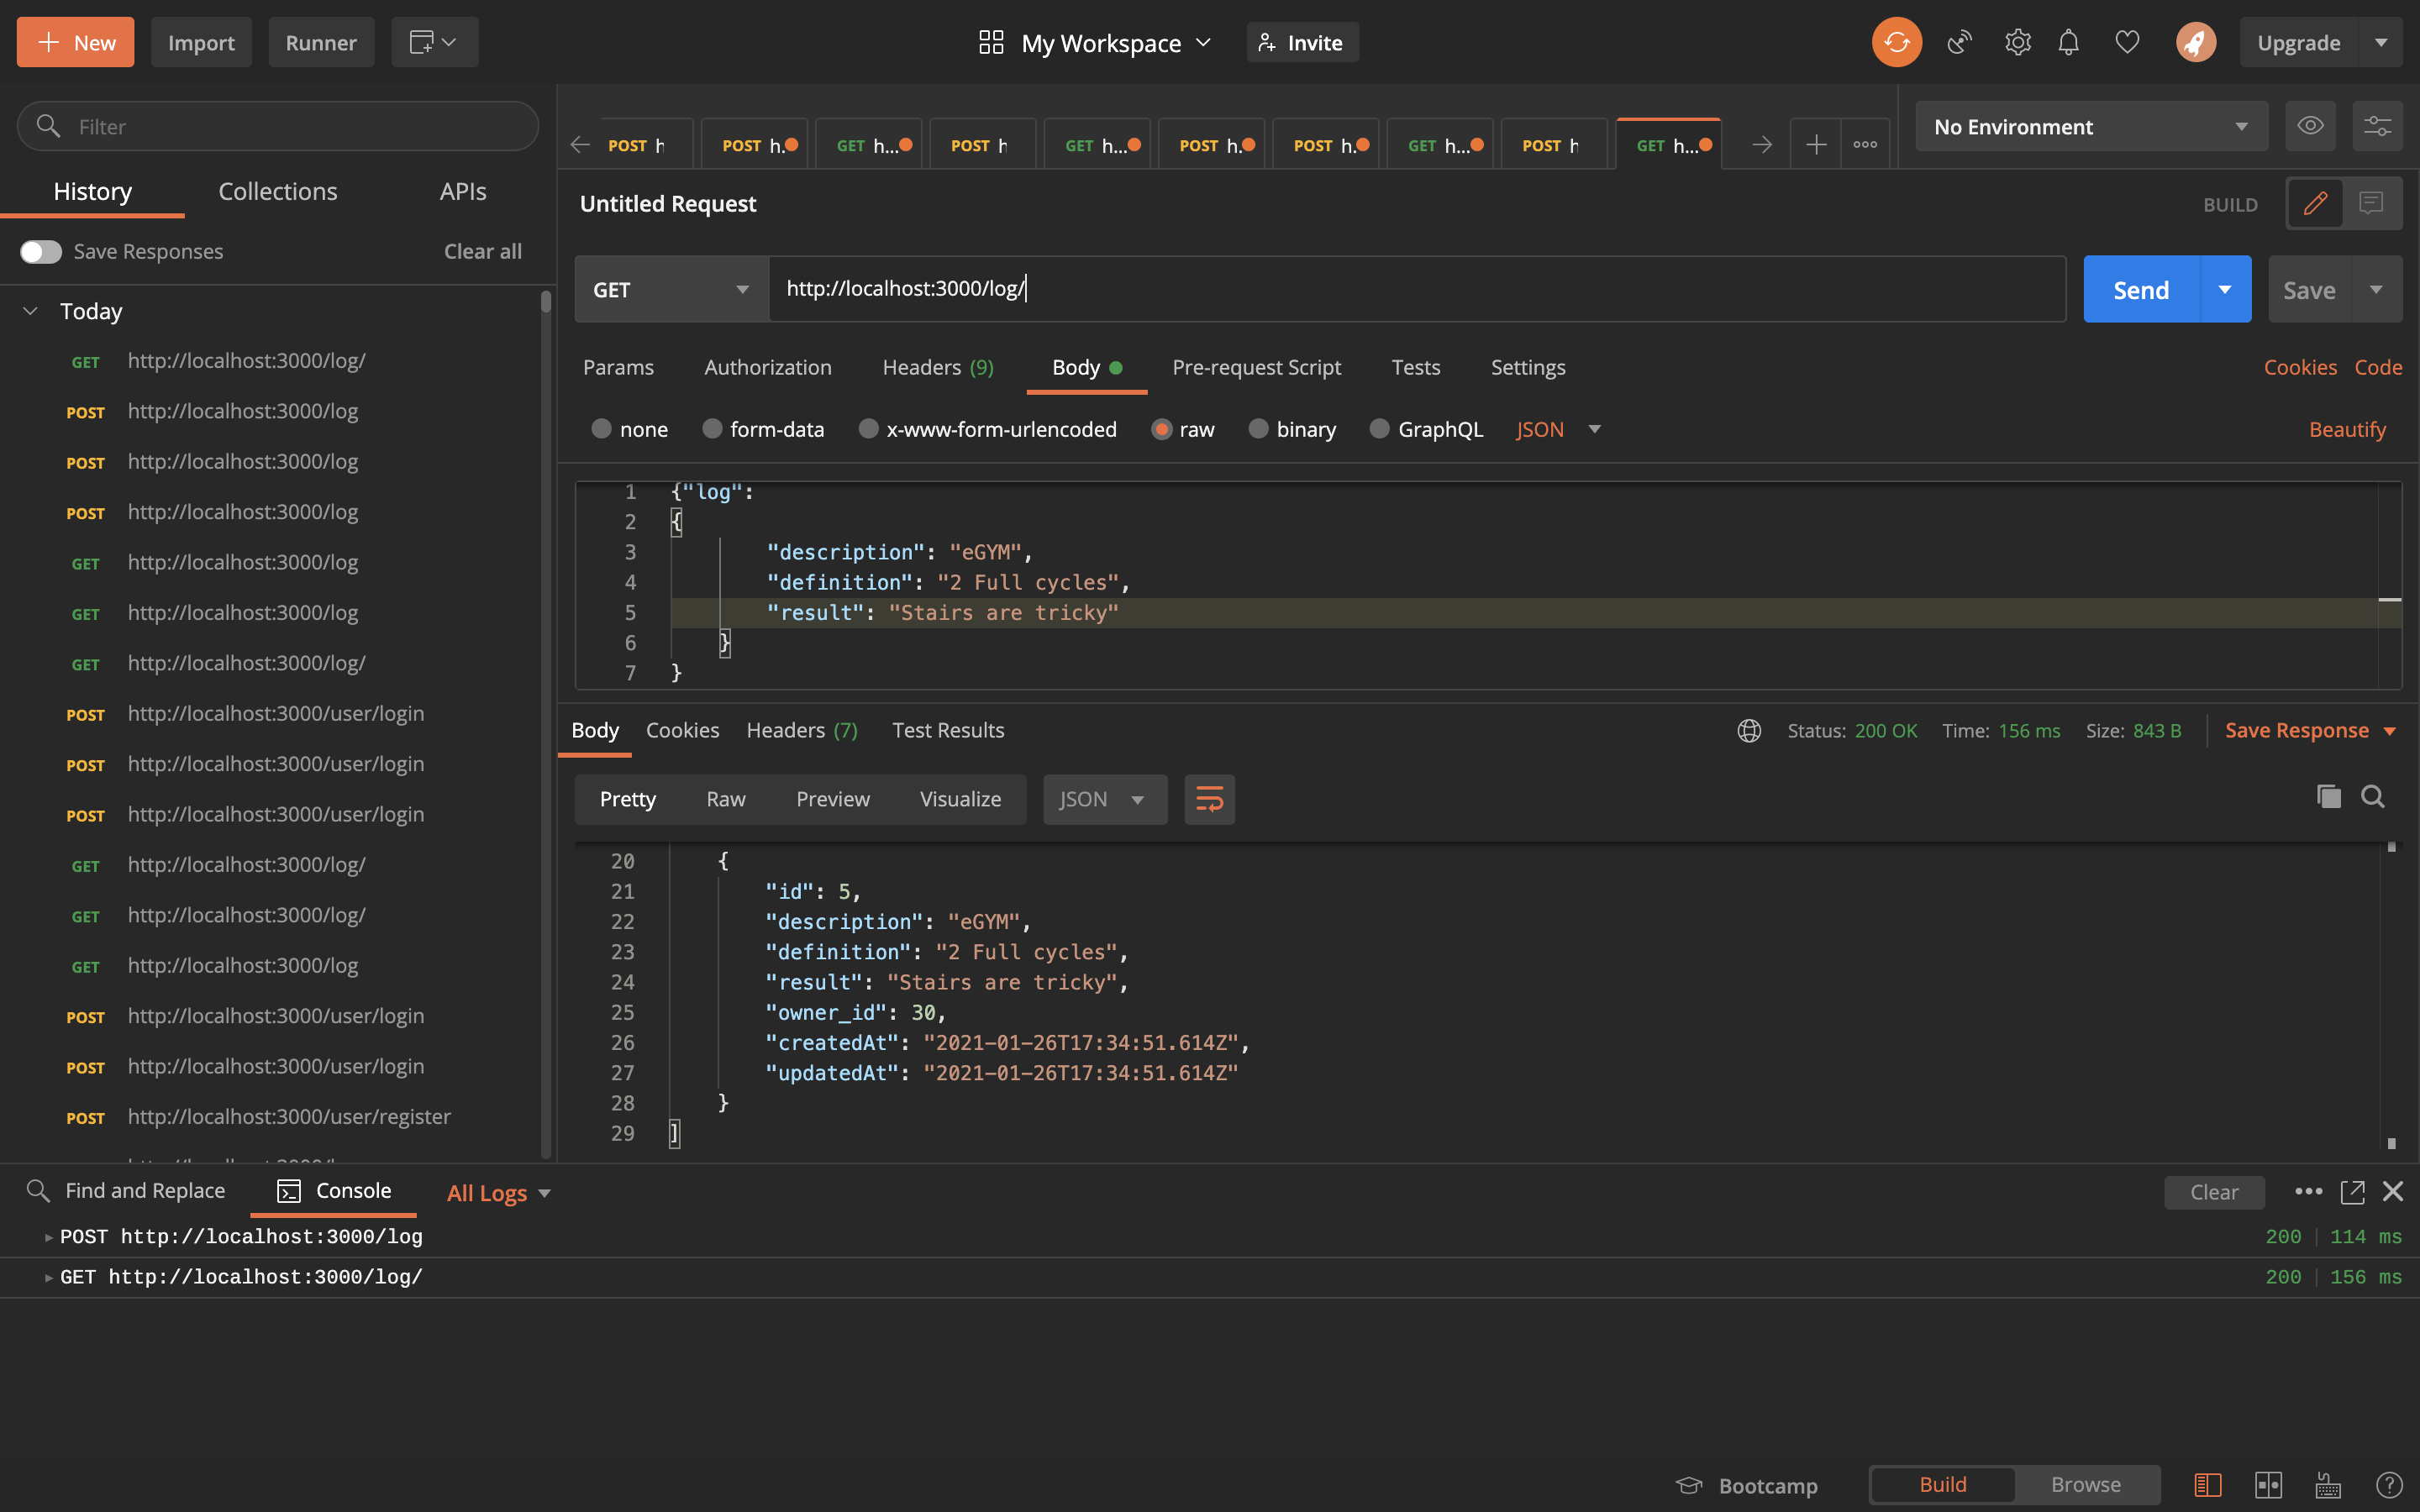 New Import Runner My Workspace Invite Upgrade
Filter
POST h POST h. GET h... POST h GET h... POST h. POST h. GET h... POST h GET h... No Environment
History Collections APIs
Untitled Request BUILD
Save Responses Clear all
GET http://localhost:3000/log/ Send Save
Today
GET http://localhost:3000/log/
POST http://localhost:3000/log
POST http://localhost:3000/log
POST http://localhost:3000/log
GET http://localhost:3000/log
GET http://localhost:3000/log
GET http://localhost:3000/log/
POST http://localhost:3000/user/login
POST http://localhost:3000/user/login
POST http://localhost:3000/user/login
GET http://localhost:3000/log/
GET http://localhost:3000/log/
GET http://localhost:3000/log
POST http://localhost:3000/user/login
POST http://localhost:3000/user/login
POST http://localhost:3000/user/register
Params Authorization Headers (9) Body Pre-request Script Tests Settings Cookies Code
none form-data x-www-form-urlencoded raw binary GraphQL JSON Beautify
1 {"log":
2 {
3 "description": "eGYM",
4 "definition": "2 Full cycles",
5 "result": "Stairs are tricky"
6 }
7 }
Body Cookies Headers (7) Test Results Status: 200 OK Time: 156 ms Size: 843 B Save Response
Pretty Raw Preview Visualize JSON
20 {
21 "id": 5,
22 "description": "eGYM",
23 "definition": "2 Full cycles",
24 "result": "Stairs are tricky",
25 "owner_id": 30,
26 "createdAt": "2021-01-26T17:34:51.614Z",
27 "updatedAt": "2021-01-26T17:34:51.614Z"
28 }
29 ]
Find and Replace Console All Logs Clear
POST http://localhost:3000/log 200 114 ms
GET http://localhost:3000/log/ 200 156 ms
Bootcamp Build Browse